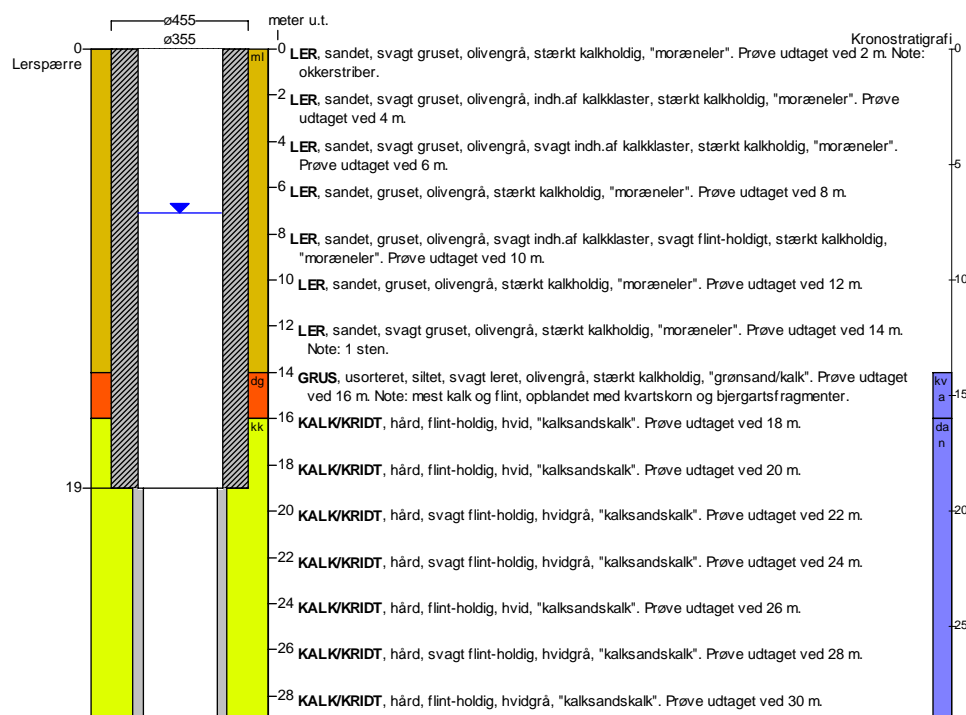 ø455
meter u.t.
ø355
Kronostratigrafi
0
0
0
Lerspærre
ml
LER, sandet, svagt gruset, olivengrå, stærkt kalkholdig, "moræneler". Prøve udtaget ved 2 m. Note:
okkerstriber.
2
LER, sandet, svagt gruset, olivengrå, indh.af kalkklaster, stærkt kalkholdig, "moræneler". Prøve
udtaget ved 4 m.
4
LER, sandet, svagt gruset, olivengrå, svagt indh.af kalkklaster, stærkt kalkholdig, "moræneler".
Prøve udtaget ved 6 m.
5
6
LER, sandet, gruset, olivengrå, stærkt kalkholdig, "moræneler". Prøve udtaget ved 8 m.
8
LER, sandet, gruset, olivengrå, svagt indh.af kalkklaster, svagt flint-holdigt, stærkt kalkholdig,
"moræneler". Prøve udtaget ved 10 m.
10
LER, sandet, gruset, olivengrå, stærkt kalkholdig, "moræneler". Prøve udtaget ved 12 m.
10
12
LER, sandet, svagt gruset, olivengrå, stærkt kalkholdig, "moræneler". Prøve udtaget ved 14 m.
Note: 1 sten.
14
dg
GRUS, usorteret, siltet, svagt leret, olivengrå, stærkt kalkholdig, "grønsand/kalk". Prøve udtaget
ved 16 m. Note: mest kalk og flint, opblandet med kvartskorn og bjergartsfragmenter.
kv
a
15
16
kk
KALK/KRIDT, hård, flint-holdig, hvid, "kalksandskalk". Prøve udtaget ved 18 m.
da
n
18
KALK/KRIDT, hård, flint-holdig, hvid, "kalksandskalk". Prøve udtaget ved 20 m.
19
20
KALK/KRIDT, hård, svagt flint-holdig, hvidgrå, "kalksandskalk". Prøve udtaget ved 22 m.
20
22
KALK/KRIDT, hård, svagt flint-holdig, hvidgrå, "kalksandskalk". Prøve udtaget ved 24 m.
24
KALK/KRIDT, hård, flint-holdig, hvid, "kalksandskalk". Prøve udtaget ved 26 m.
25
26
KALK/KRIDT, hård, svagt flint-holdig, hvidgrå, "kalksandskalk". Prøve udtaget ved 28 m.
28
KALK/KRIDT, hård, flint-holdig, hvidgrå, "kalksandskalk". Prøve udtaget ved 30 m.